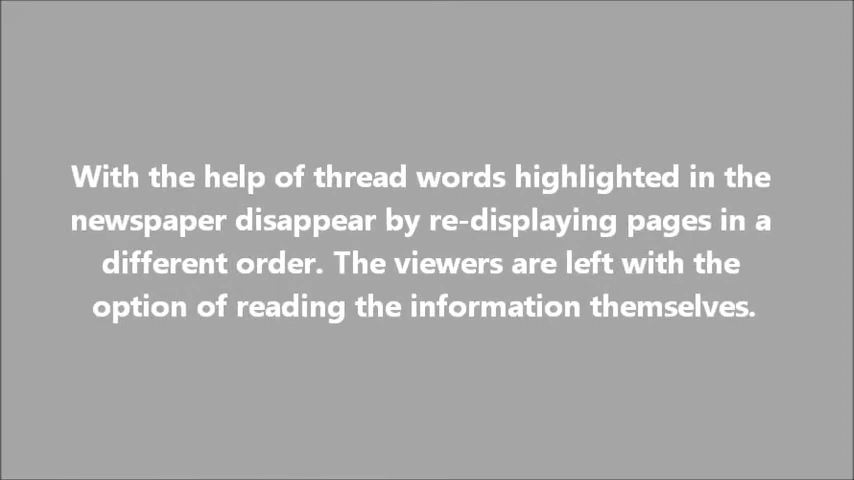 With the help of thread words highlighted in the
newspaper disappear by re-displaying pages in a
different order. The viewers are left with the
option of reading the information themselves.